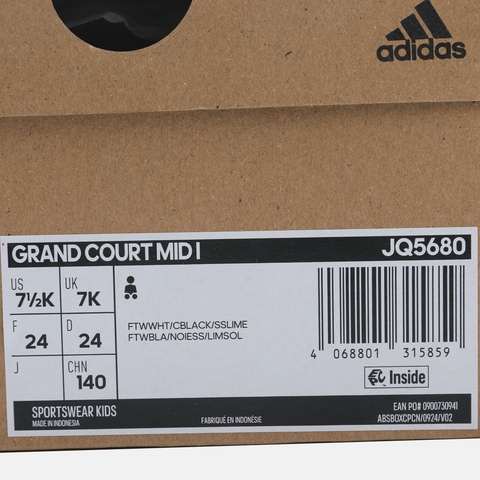 adidas
GRAND COURT MID I JQ5680
US 7½K UK 7K
F 24 D 24
J CHN 140
FTWWHT/CBLACK/SSLIME
FTWBLA/NOIESS/LIMSOL
4 068801 315859
Inside
SPORTSWEAR KIDS
MADE IN INDONESIA
FABRIQUÉ EN INDONÉSIE
EAN PO# 0900730941
ABSBOXCPCN/0924/V02